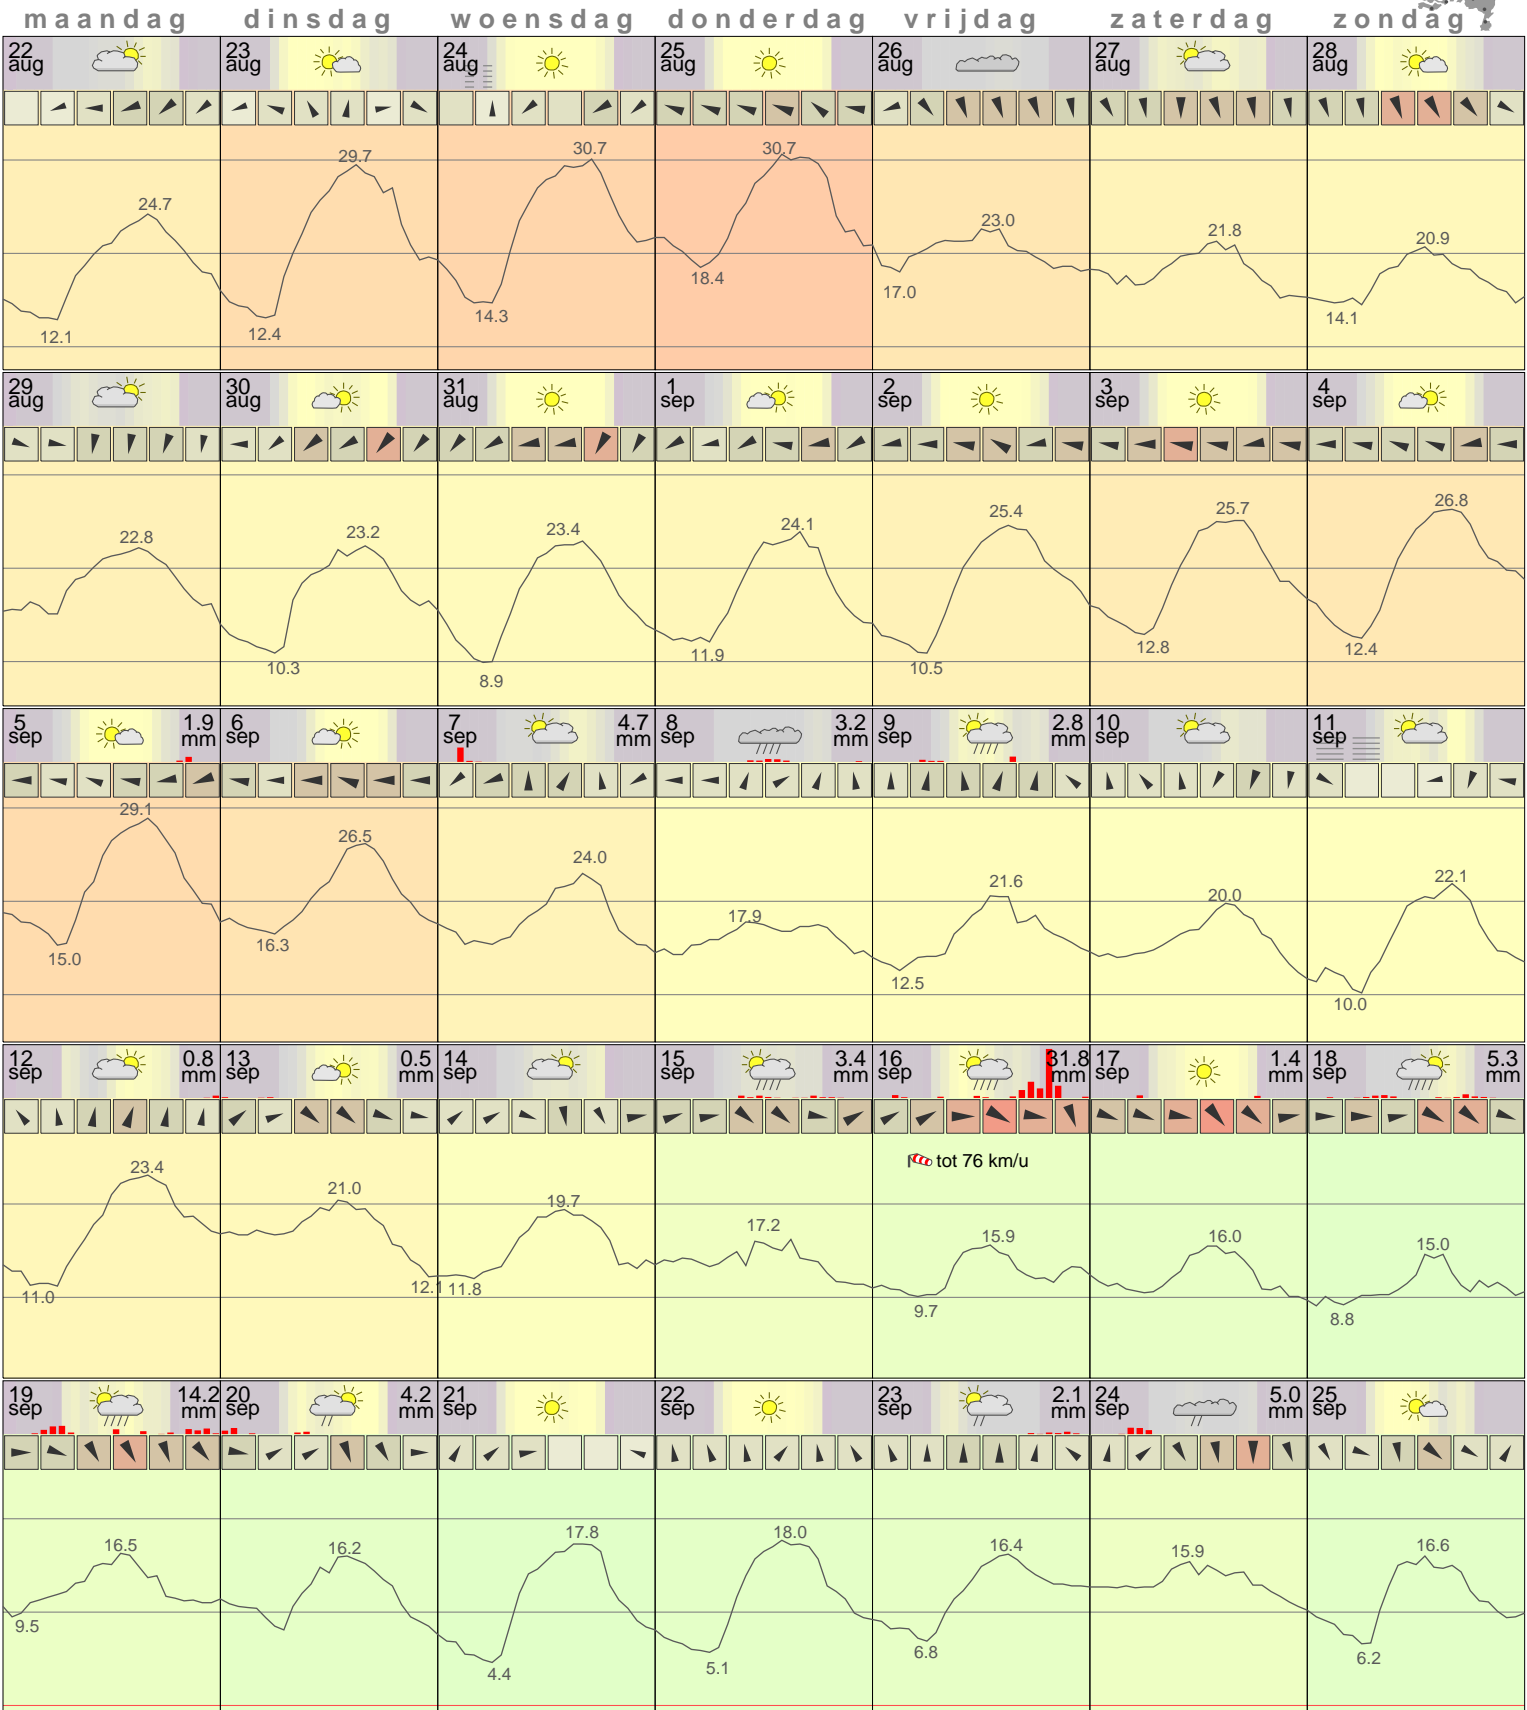 maandag dinsdag woensdag donderdag vrijdag zaterdag zondag
22 aug 23 aug 24 aug 25 aug 26 aug 27 aug 28 aug
24.7 29.7 30.7 30.7 23.0 21.8 20.9
12.1 12.4 14.3 18.4 17.0 14.1
29 aug 30 aug 31 aug 1 sep 2 sep 3 sep 4 sep
22.8 23.2 23.4 24.1 25.4 25.7 26.8
10.3 8.9 11.9 10.5 12.8 12.4
5 sep 1.9 mm 6 sep 7 sep 4.7 mm 8 sep 3.2 mm 9 sep 2.8 mm 10 sep 11 sep
29.1 26.5 24.0 17.9 21.6 20.0 22.1
15.0 16.3 12.5 10.0
12 sep 0.8 mm 13 sep 0.5 mm 14 sep 15 sep 3.4 mm 16 sep 31.8 mm 17 sep 1.4 mm 18 sep 5.3 mm
tot 76 km/u
23.4 21.0 19.7 17.2 15.9 16.0 15.0
11.0 12.1 11.8 9.7 8.8
19 sep 14.2 mm 20 sep 4.2 mm 21 sep 22 sep 23 sep 2.1 mm 24 sep 5.0 mm 25 sep
16.5 16.2 17.8 18.0 16.4 15.9 16.6
9.5 4.4 5.1 6.8 6.2